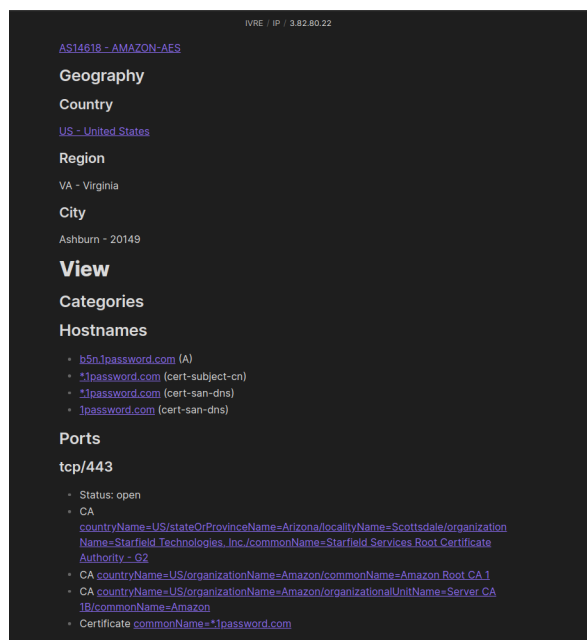 IVRE / IP / 3.82.80.22
AS14618 - AMAZON-AES
Geography
Country
US - United States
Region
VA - Virginia
City
Ashburn - 20149
View
Categories
Hostnames
b5n.1password.com (A)
*.1password.com (cert-subject-cn)
*.1password.com (cert-san-dns)
1password.com (cert-san-dns)
Ports
tcp/443
Status: open
CA
countryName=US/stateOrProvinceName=Arizona/localityName=Scottsdale/organization
Name=Starfield Technologies, Inc./commonName=Starfield Services Root Certificate
Authority - G2
CA countryName=US/organizationName=Amazon/commonName=Amazon Root CA 1
CA countryName=US/organizationName=Amazon/organizationalUnitName=Server CA
1B/commonName=Amazon
Certificate commonName=*.1password.com